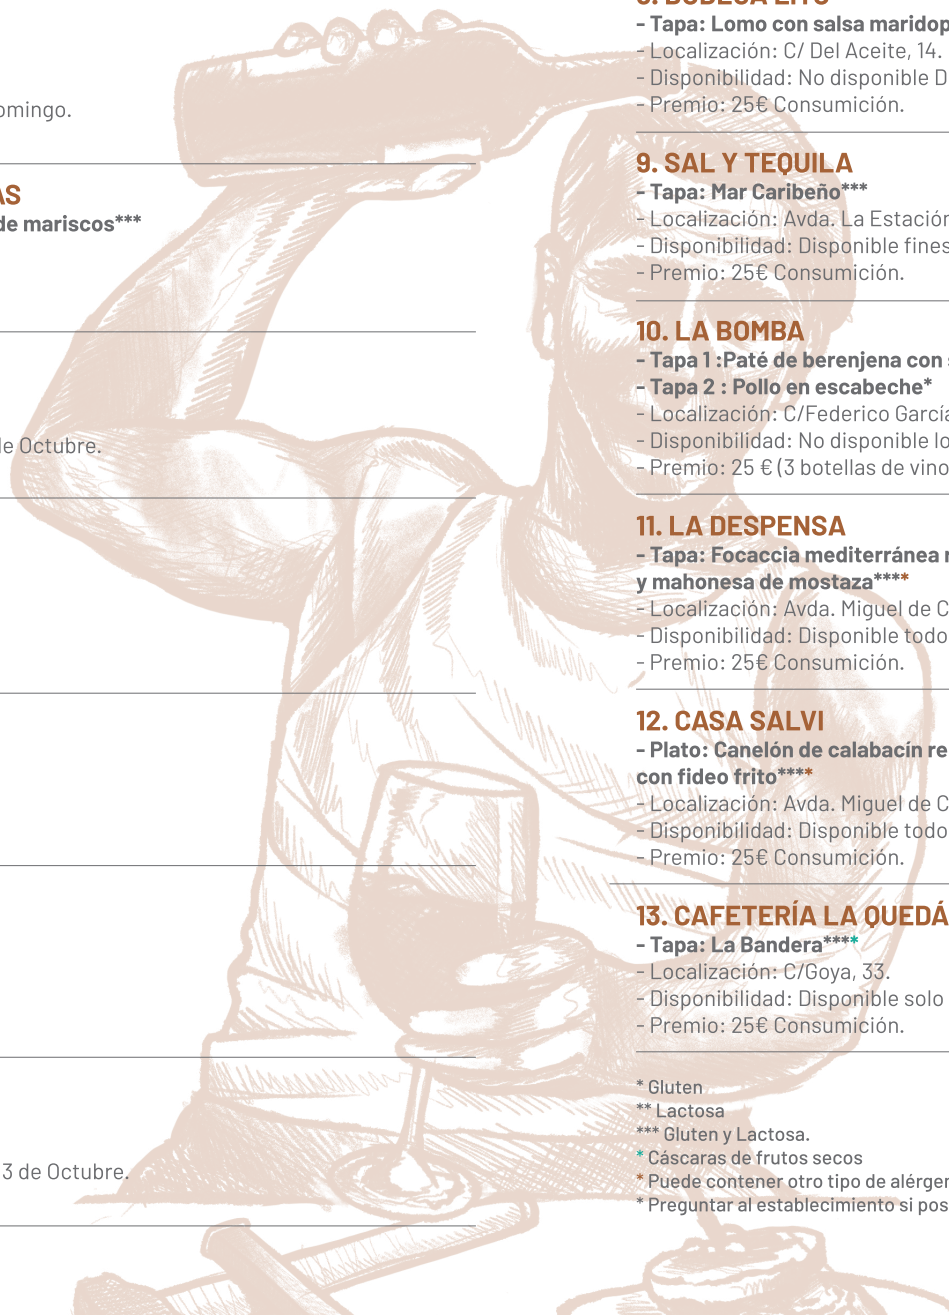 omingo.
AS
de mariscos***
de Octubre.
3 de Octubre.
- Tapa: Lomo con salsa maridop
- Localización: C/ Del Aceite, 14.
- Disponibilidad: No disponible D
- Premio: 25€ Consumición.
9. SAL Y TEQUILA
- Tapa: Mar Caribeño***
- Localización: Avda. La Estación
- Disponibilidad: Disponible fines
- Premio: 25€ Consumición.
10. LA BOMBA
- Tapa 1 :Paté de berenjena con s
- Tapa 2 : Pollo en escabeche*
- Localización: C/Federico García
- Disponibilidad: No disponible lo
- Premio: 25 € (3 botellas de vino
11. LA DESPENSA
- Tapa: Focaccia mediterránea r
y mahonesa de mostaza****
- Localización: Avda. Miguel de C
- Disponibilidad: Disponible todo
- Premio: 25€ Consumición.
12. CASA SALVI
- Plato: Canelón de calabacín re
con fideo frito****
- Localización: Avda. Miguel de C
- Disponibilidad: Disponible todo
- Premio: 25€ Consumición.
13. CAFETERÍA LA QUEDÁ
- Tapa: La Bandera****
- Localización: C/Goya, 33.
- Disponibilidad: Disponible solo
- Premio: 25€ Consumición.
* Gluten
** Lactosa
*** Gluten y Lactosa.
* Cáscaras de frutos secos
* Puede contener otro tipo de alérgen
* Preguntar al establecimiento si pos